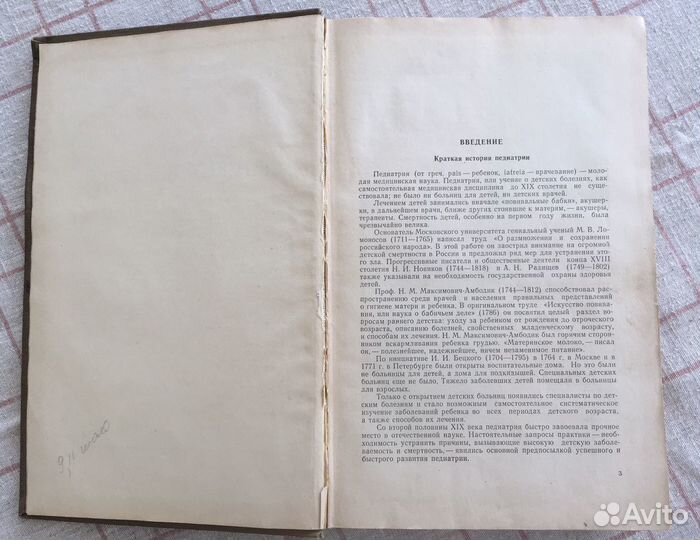 ВВЕДЕНИЕ
Краткая история педиатрии
Педиатрия (от греч. pais — ребенок, iatreia — врачевание) — моло-
дая медицинская наука. Педиатрия, или учение о детских болезнях, как
самостоятельная медицинская дисциплина до XIX столетия не суще-
ствовала; не было ни больниц для детей, ни детских врачей.
Лечением детей занимались вначале «повивальные бабки», акушер-
ки, в дальнейшем врачи, ближе других стоявшие к матерям, — акушеры,
терапевты. Смертность детей, особенно на первом году жизни, была
чрезвычайно велика.
Основатель Московского университета гениальный ученый М. В. Ло-
моносов (1711—1765) написал труд «О размножении и сохранении
российского народа». В этой работе он заострил внимание на огромной
детской смертности в России и предложил ряд мер для устранения это-
го зла. Прогрессивные писатели и общественные деятели конца XVIII
столетия Н. И. Новиков (1744—1818) и А. Н. Радищев (1749—1802)
также указывали на необходимость государственной охраны здоровья
детей.
Проф. Н. М. Максимович-Амбодик (1744—1812) способствовал рас-
пространению среди врачей и населения правильных представлений
о гигиене матери и ребенка. В оригинальном труде «Искусство повива-
ния, или наука о бабичьем деле» (1786) он посвятил целый раздел во-
просам раннего детства: уходу за ребенком от рождения до отроческого
возраста, описанию болезней, свойственных младенческому возрасту,
и способам их лечения. Н. М. Максимович-Амбодик был горячим сторон-
ником вскармливания ребенка грудью. «Материнское молоко, — писал
он, — полезнейшее, надежнейшее, ничем незаменимое питание».
По инициативе И. И. Бецкого (1704—1795) в 1764 г. в Москве и в
1771 г. в Петербурге были открыты воспитательные дома. Но это были не
больницы для детей, а дома для подкидышей. Специальных детских
больниц еще не было. Тяжело заболевших детей помещали в больницы
для взрослых.
Только с открытием детских больниц появились специалисты по дет-
ским болезням и стало возможным самостоятельное систематическое
изучение заболеваний ребенка во всех периодах детского возраста,
а также способов их лечения.
Со второй половины XIX века педиатрия быстро завоевала прочное
место в отечественной науке. Настоятельные запросы практики — необ-
ходимость устранить причины, вызывающие высокую детскую заболе-
ваемость и смертность, — явились основной предпосылкой успешного и
быстрого развития педиатрии.
3
Avito